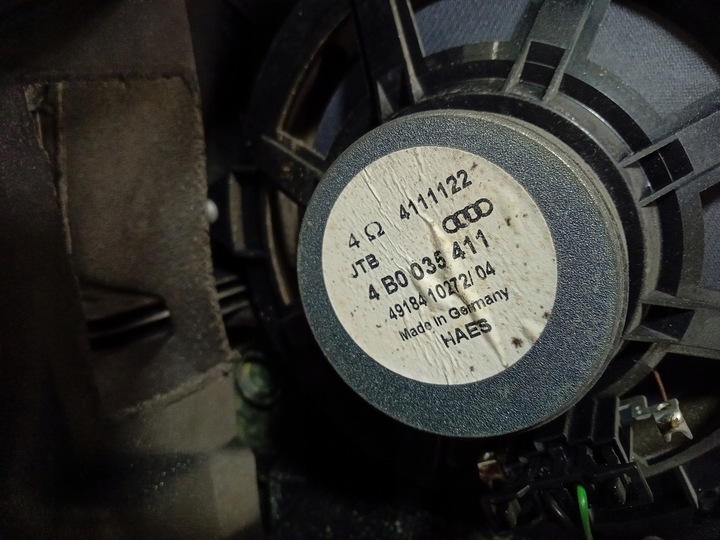 4 Ω 4111122
JTB
4 B0 035 411
49184 10272/ 04
Made in Germany
HAES